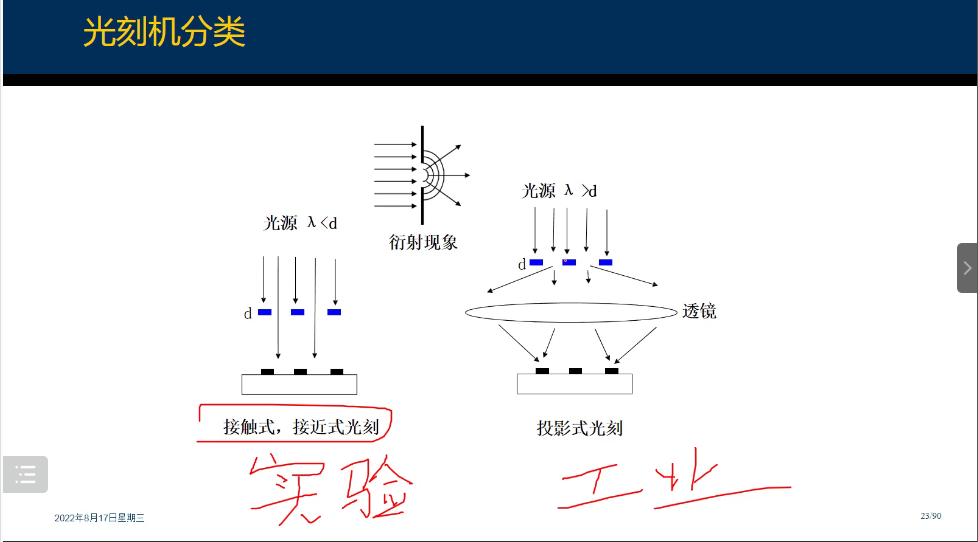 光刻机分类
光源 λ<d
衍射现象
光源 λ >d
d
d
透镜
接触式，接近式光刻
投影式光刻
实验
工业
2022年8月17日星期三
23/90